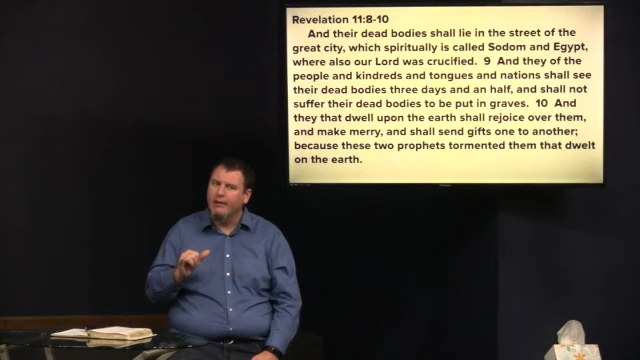 Revelation 11:8-10
And their dead bodies shall lie in the street of the
great city, which spiritually is called Sodom and Egypt,
where also our Lord was crucified. 9 And they of the
people and kindreds and tongues and nations shall see
their dead bodies three days and an half, and shall not
suffer their dead bodies to be put in graves. 10 And
they that dwell upon the earth shall rejoice over them,
and make merry, and shall send gifts one to another;
because these two prophets tormented them that dwelt
on the earth.